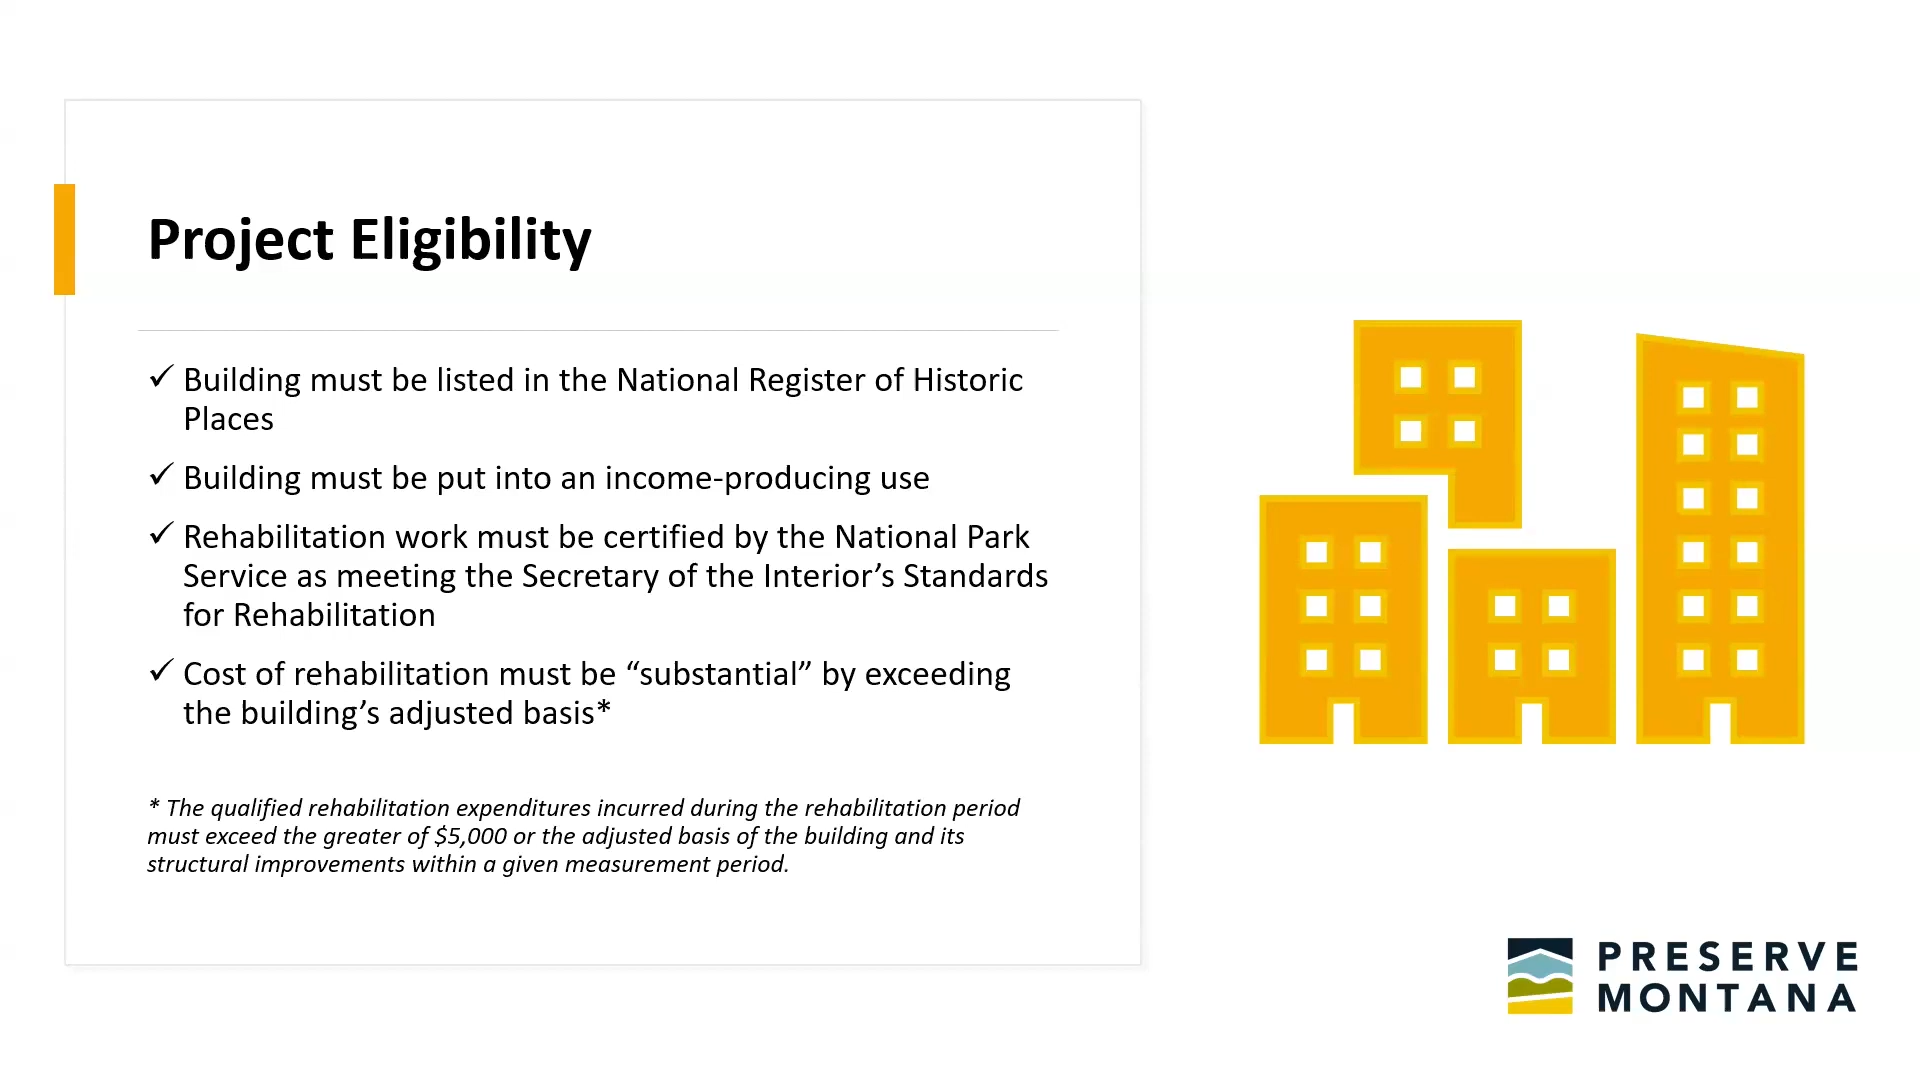 Project Eligibility
✓ Building must be listed in the National Register of Historic
Places
✓ Building must be put into an income-producing use
✓ Rehabilitation work must be certified by the National Park
Service as meeting the Secretary of the Interior’s Standards
for Rehabilitation
✓ Cost of rehabilitation must be “substantial” by exceeding
the building’s adjusted basis*
* The qualified rehabilitation expenditures incurred during the rehabilitation period
must exceed the greater of $5,000 or the adjusted basis of the building and its
structural improvements within a given measurement period.
PRESERVE
MONTANA